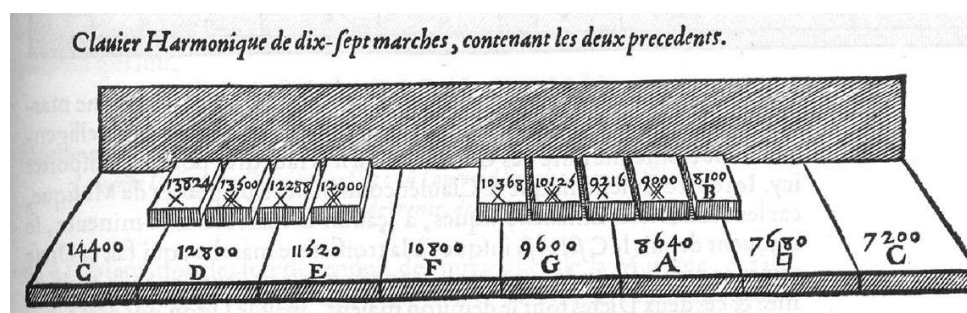 Clauier Harmonique de dix-ſept marches, contenant les deux precedents.
13824 13500 12288 12000 10368 10125 9216 9000 8100
B
14400 12800 11520 10800 9600 8640 7680 7200
C D E F G A ♮ C